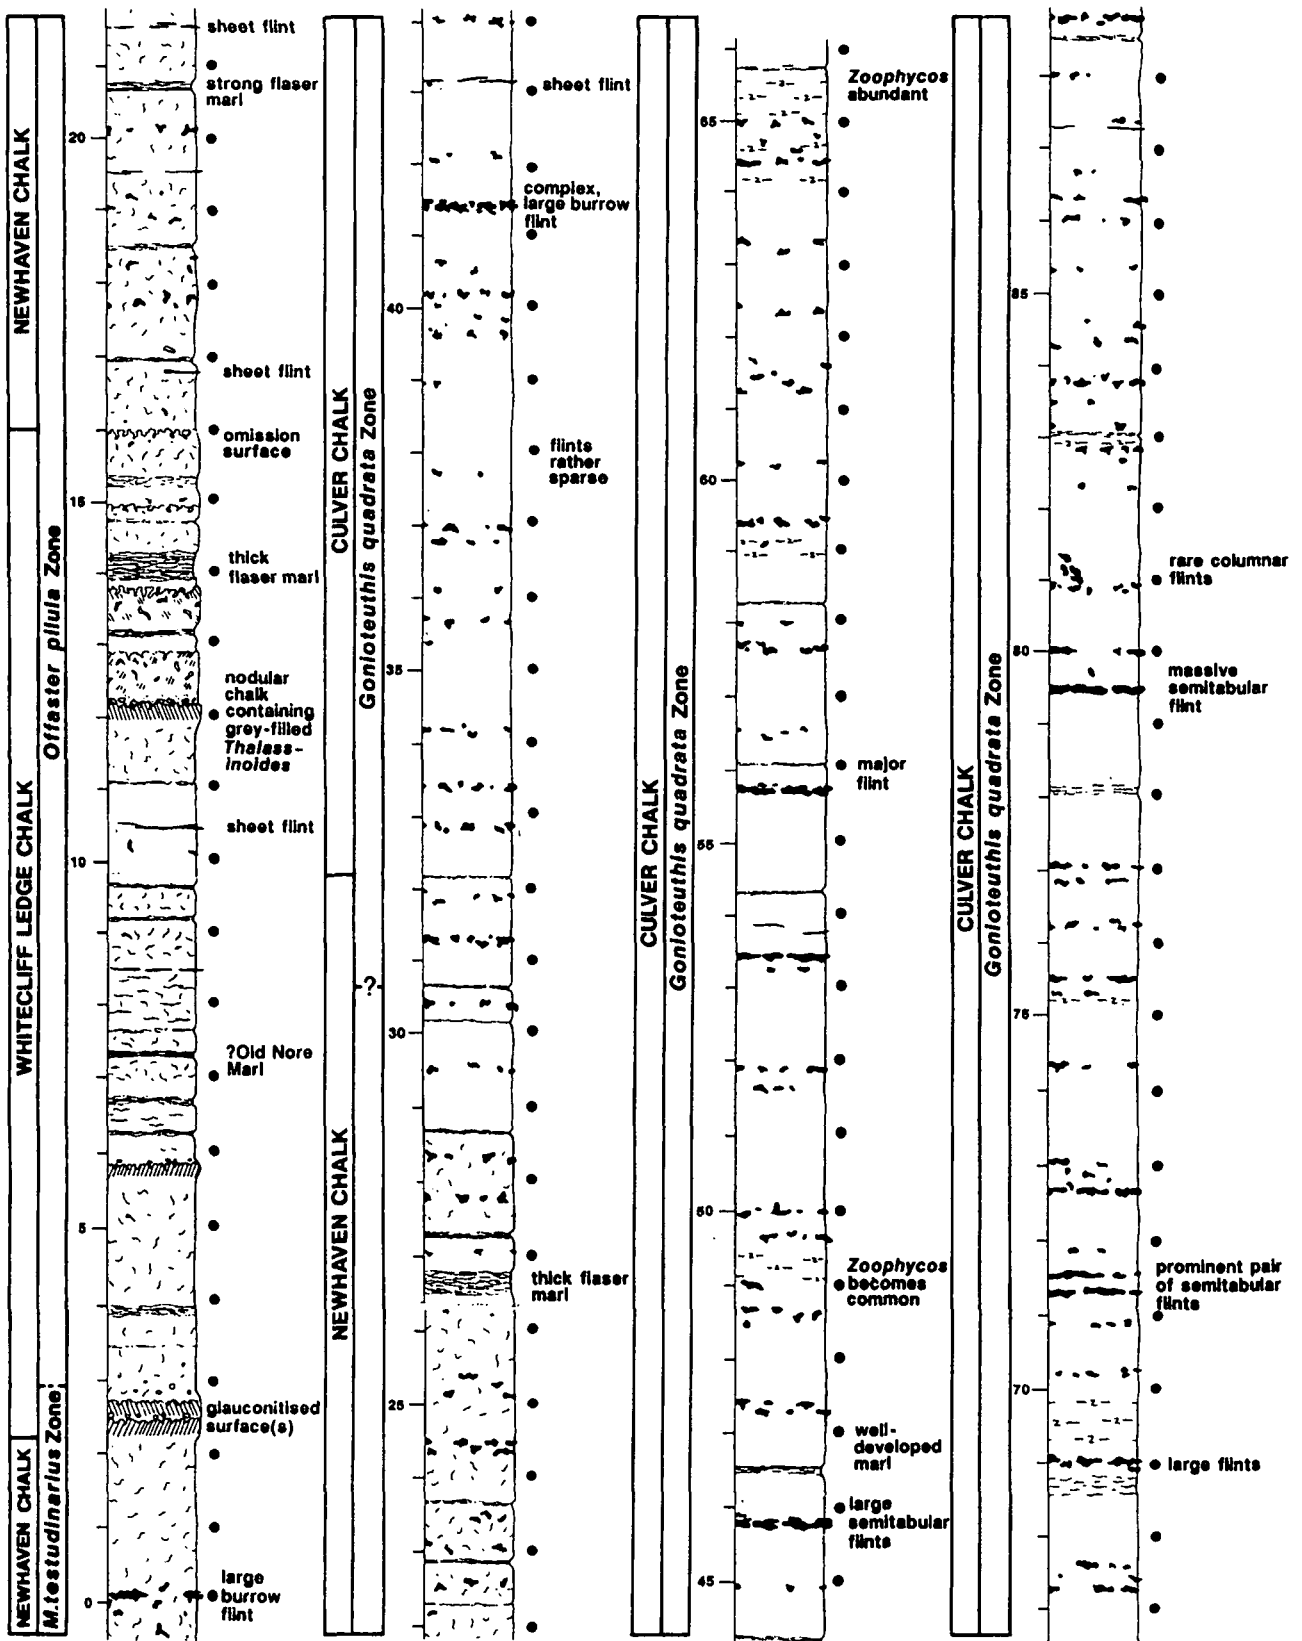 NEWHAVEN CHALK
WHITECLIFF LEDGE CHALK
NEWHAVEN CHALK
Offaster pilula Zone
M.testudinarius Zone
20
15
10
5
0
sheet flint
strong flaser
marl
sheet flint
omission
surface
thick
flaser marl
nodular
chalk
containing
grey-filled
Thalass-
inoides
sheet flint
?Old Nore
Marl
glauconitised
surface(s)
large
burrow
flint
CULVER CHALK
NEWHAVEN CHALK
Gonioteuthis quadrata Zone
?
40
35
30
25
sheet flint
complex,
large burrow
flint
flints
rather
sparse
thick flaser
marl
CULVER CHALK
Gonioteuthis quadrata Zone
65
60
55
50
45
Zoophycos
abundant
major
flint
Zoophycos
becomes
common
well-
developed
marl
large
semitabular
flints
CULVER CHALK
Gonioteuthis quadrata Zone
85
80
75
70
rare columnar
flints
massive
semitabular
flint
prominent pair
of semitabular
flints
large flints